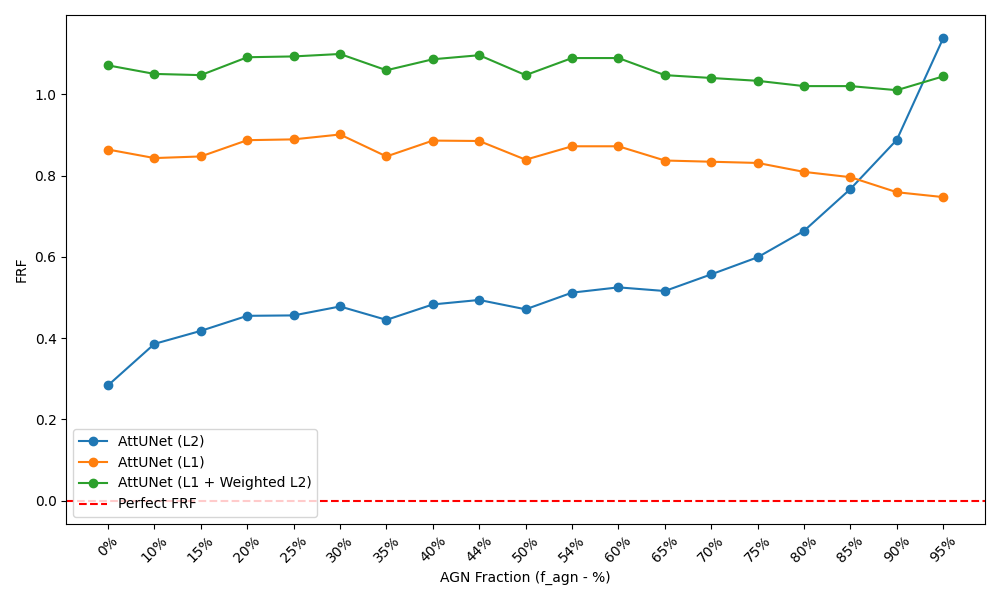 1.0
0.8
0.6
0.4
0.2
0.0
FRF
AttUNet (L2)
AttUNet (L1)
AttUNet (L1 + Weighted L2)
Perfect FRF
0% 10% 15% 20% 25% 30% 35% 40% 44% 50% 54% 60% 65% 70% 75% 80% 85% 90% 95%
AGN Fraction (f_agn - %)